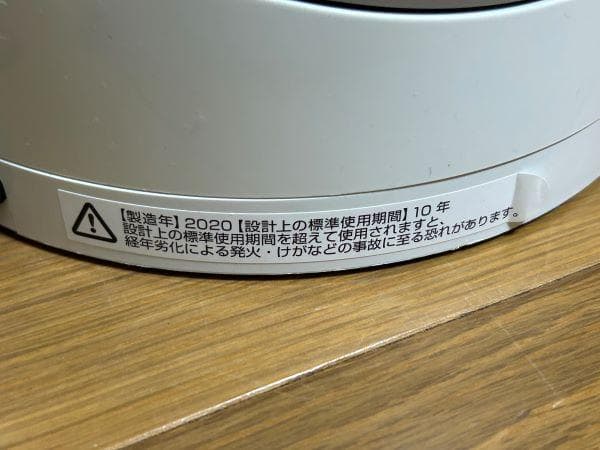 【製造年】2020【設計上の標準使用期間】10 年
設計上の標準使用期間を超えて使用されますと、
経年劣化による発火・けがなどの事故に至る恐れがあります。